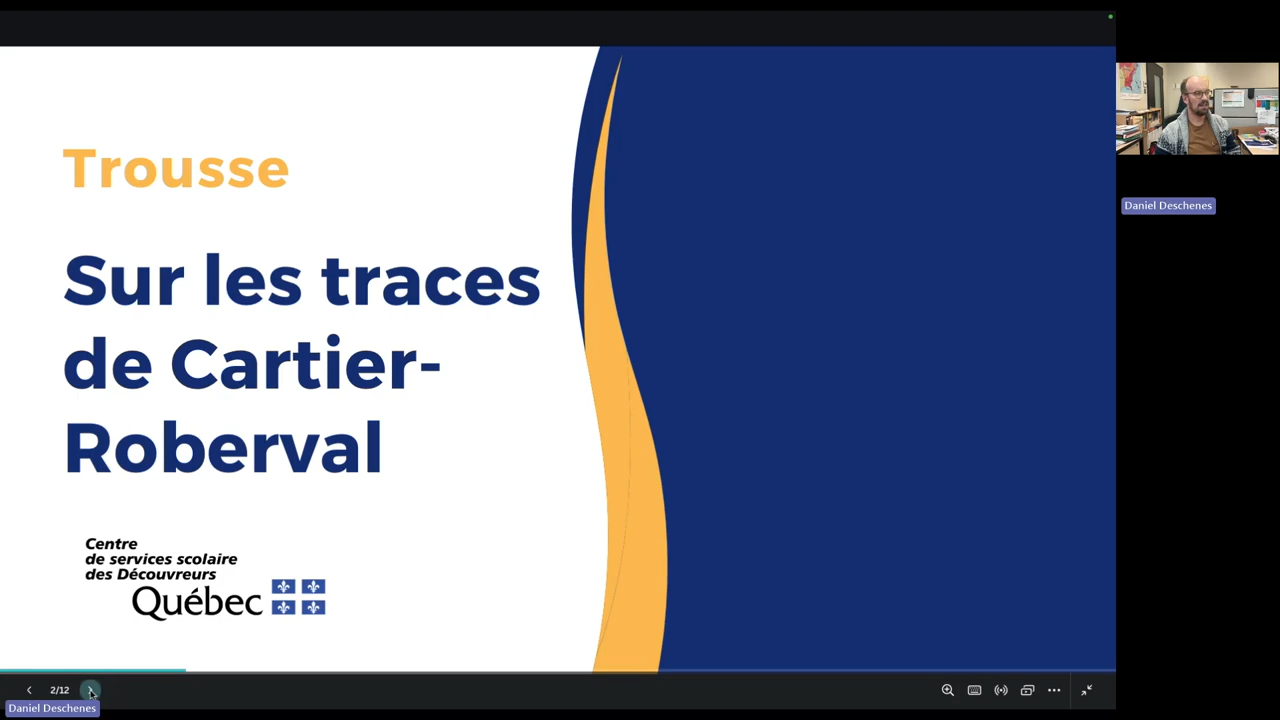 Trousse
Sur les traces
de Cartier-
Roberval
Centre
de services scolaire
des Découvreurs
Québec
2/12
Daniel Deschenes
Daniel Deschenes